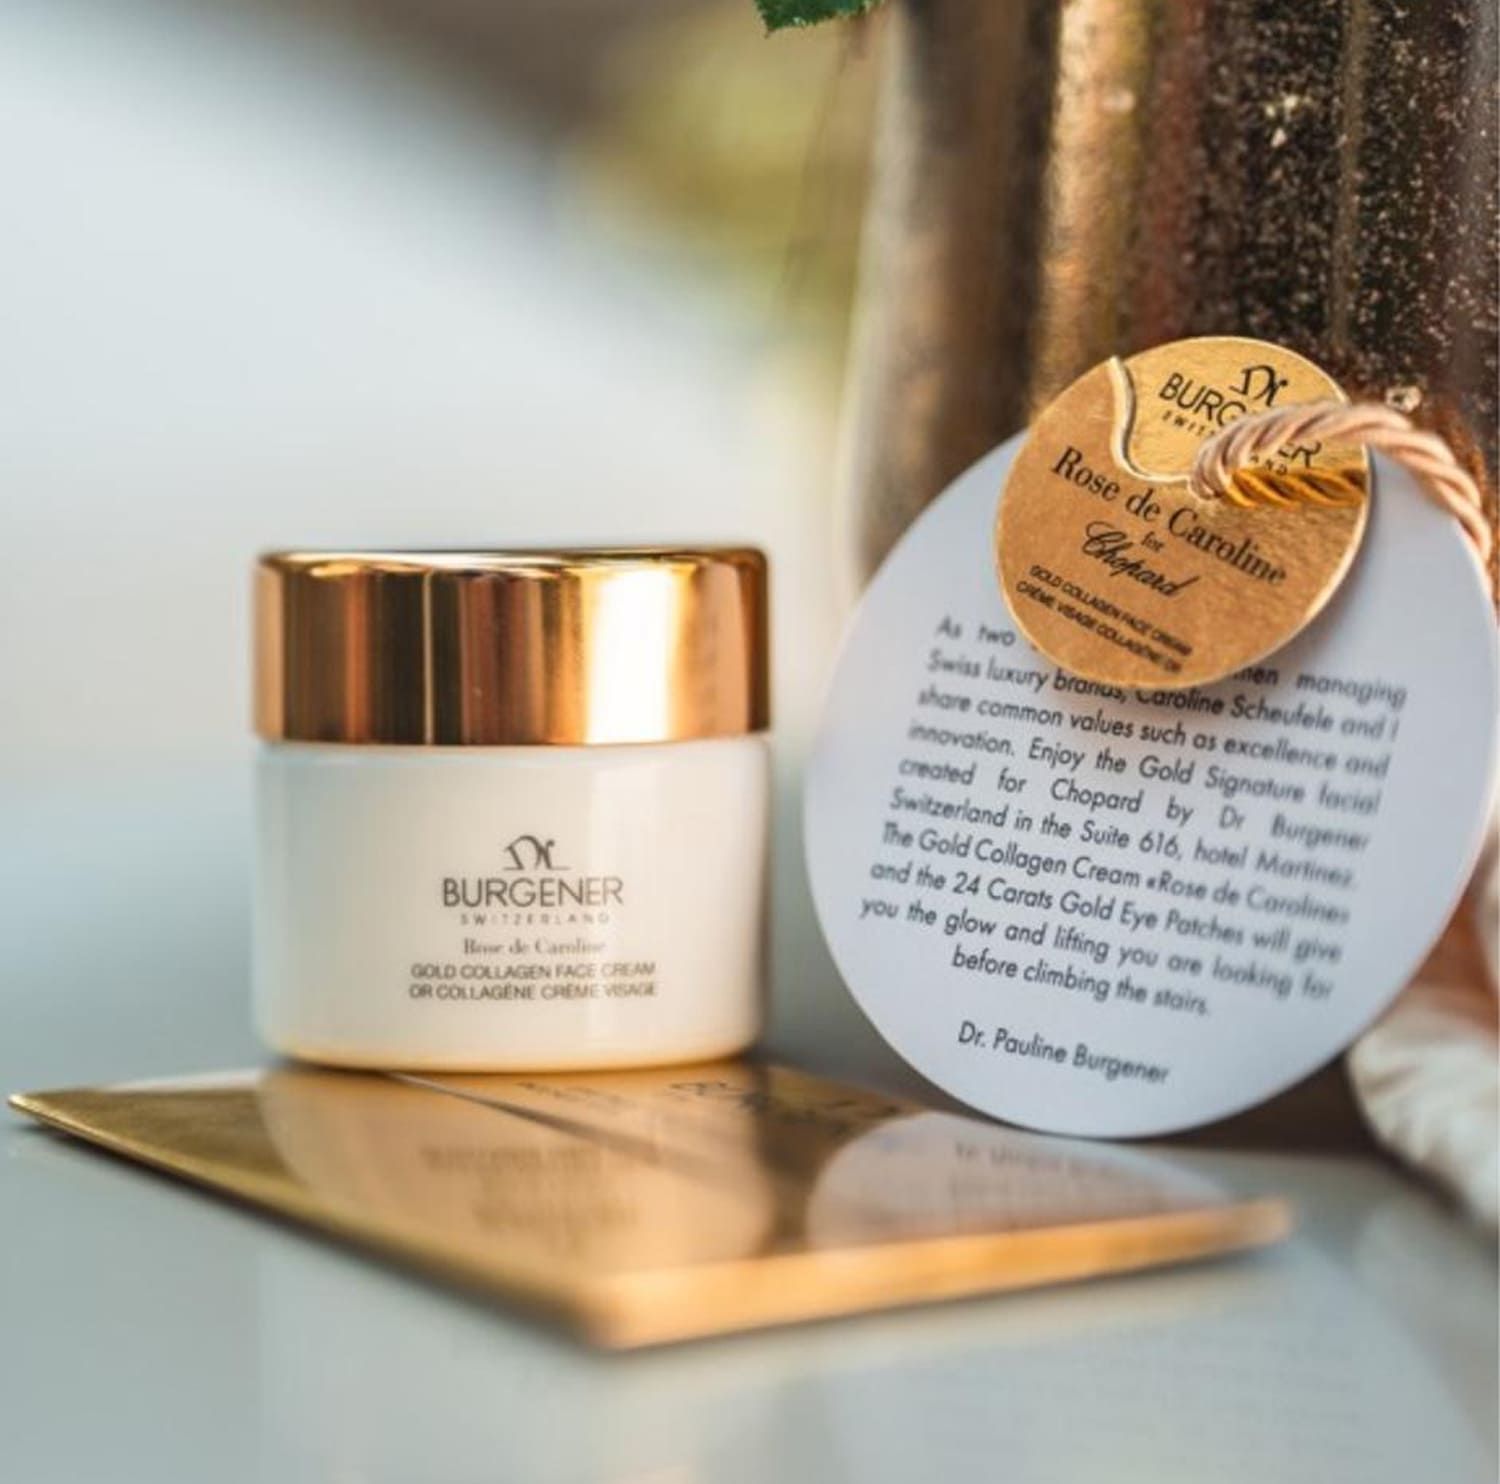 BURGENER
SWITZERLAND
Rose de Caroline
GOLD COLLAGEN FACE CREAM
OR COLLAGÈNE CRÈME VISAGE
Rose de Caroline
for
Chopard
GOLD COLLAGEN FACE CREAM
CRÈME VISAGE COLLAGÈNE OR
As two managing
Swiss luxury brands, Caroline Scheufele and I
share common values such as excellence and
innovation. Enjoy the Gold Signature facial
created for Chopard by Dr Burgener
Switzerland in the Suite 616, hotel Martinez.
The Gold Collagen Cream «Rose de Caroline»
and the 24 Carats Gold Eye Patches will give
you the glow and lifting you are looking for
before climbing the stairs.
Dr. Pauline Burgener